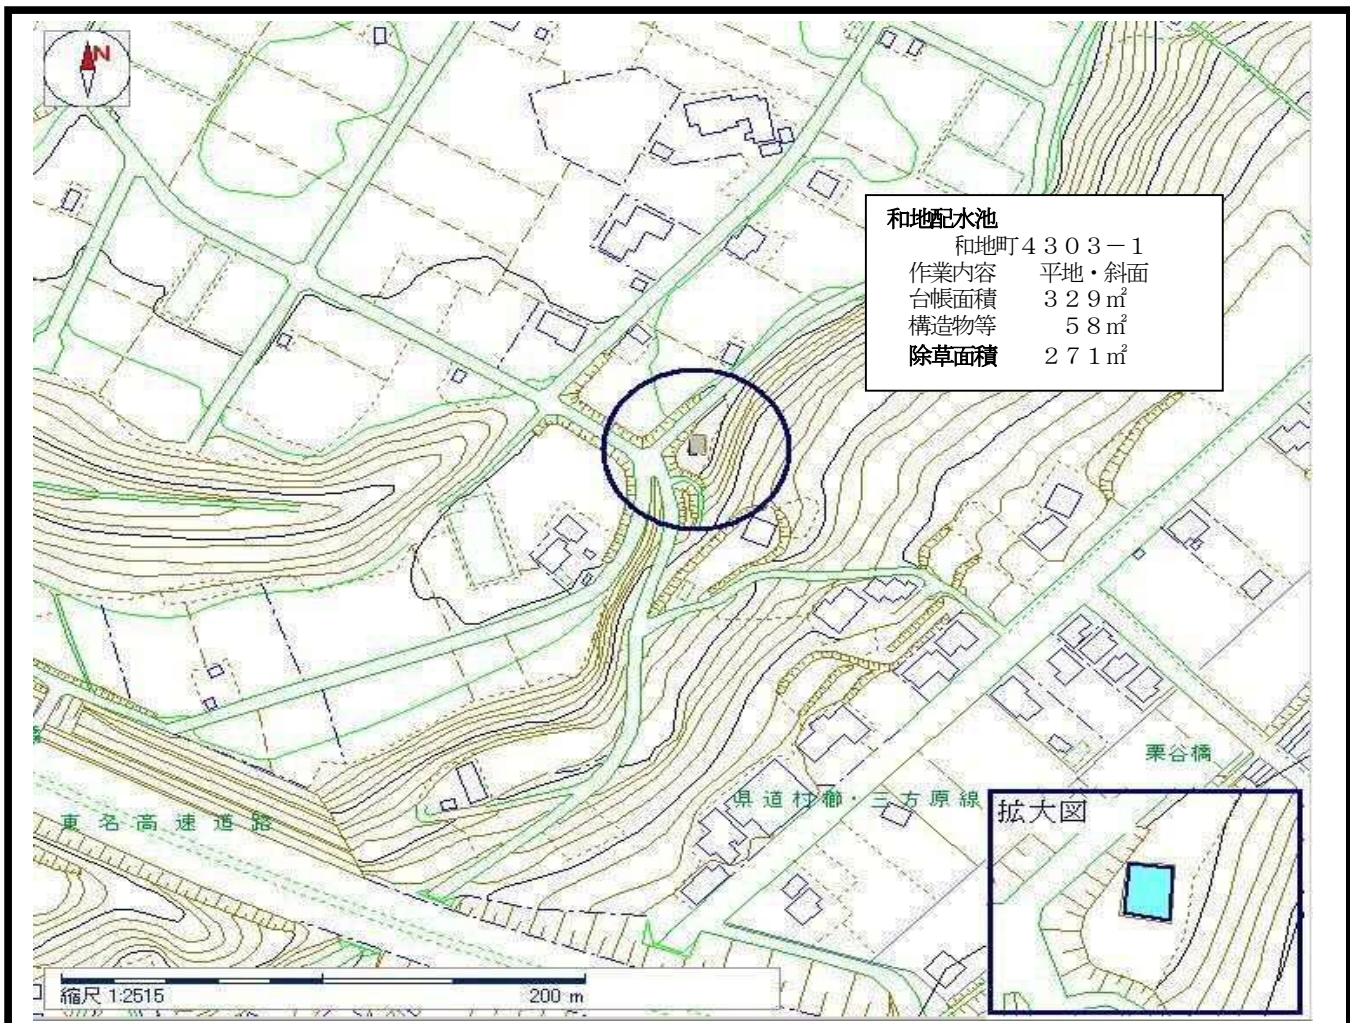 N
和地配水池
和地町4303-1
作業内容 平地・斜面
台帳面積 329㎡
構造物等 58㎡
除草面積 271㎡
栗谷橋
県道村櫛・三方原線
拡大図
東名高速道路
縮尺 1:2515 200 m